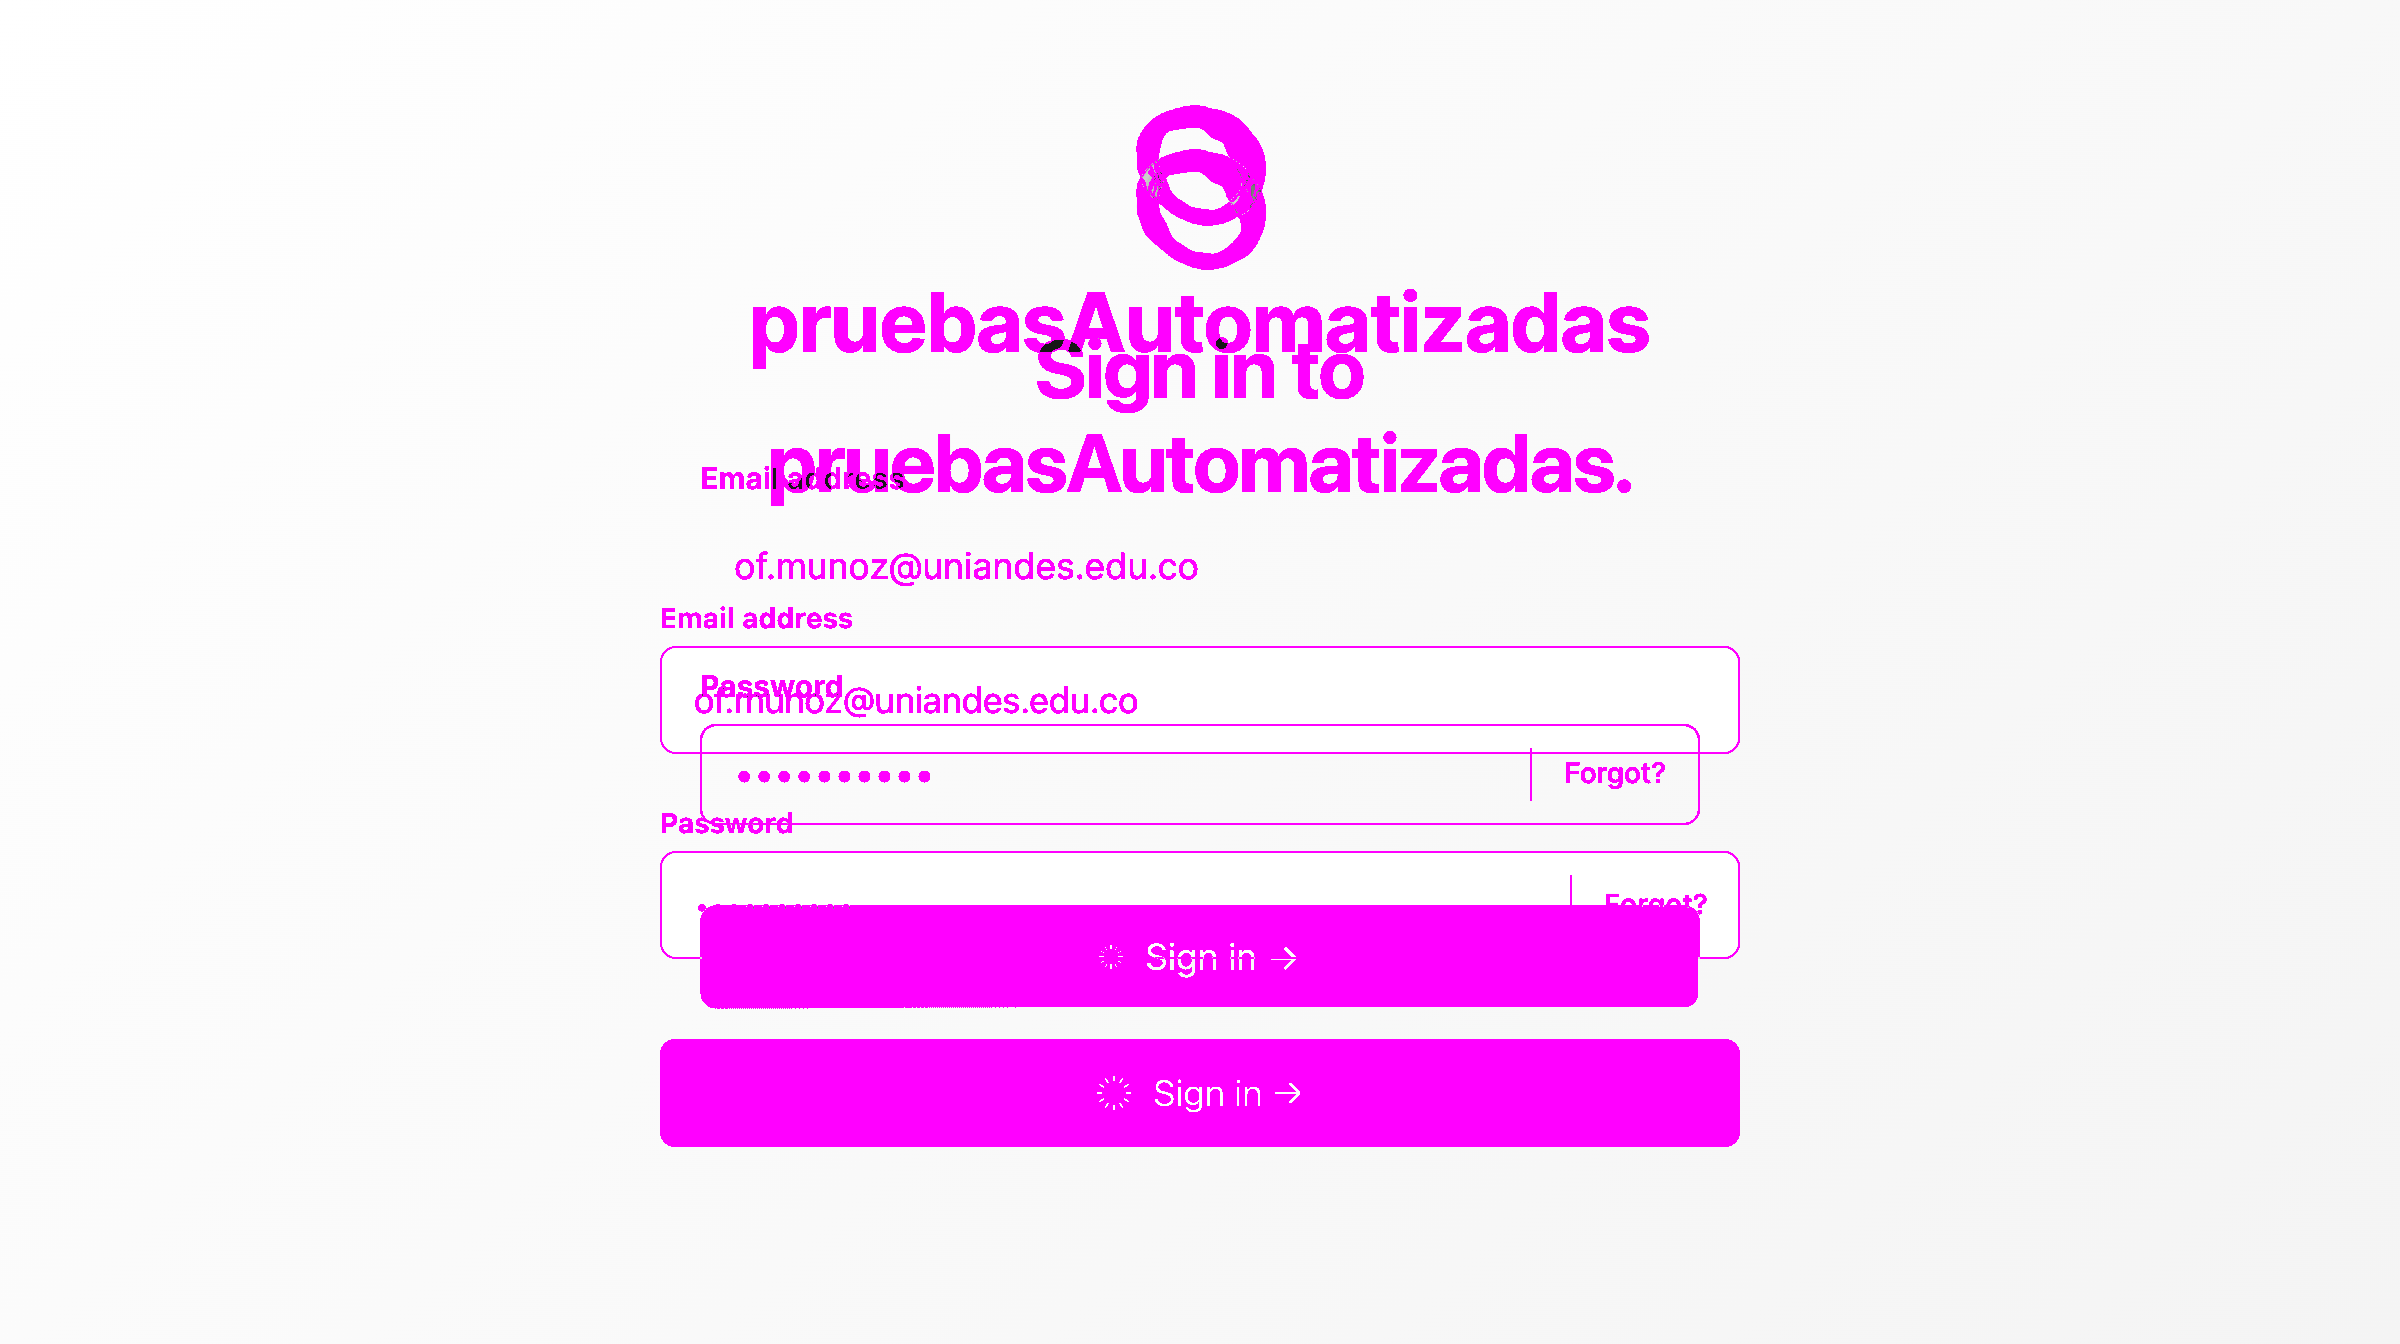 pruebasAutomatizadas
Sign in to
pruebasAutomatizadas.
Email address
of.munoz@uniandes.edu.co
Email address
Password
of.munoz@uniandes.edu.co
Forgot?
Password
Forgot?
Sign in →
Sign in →